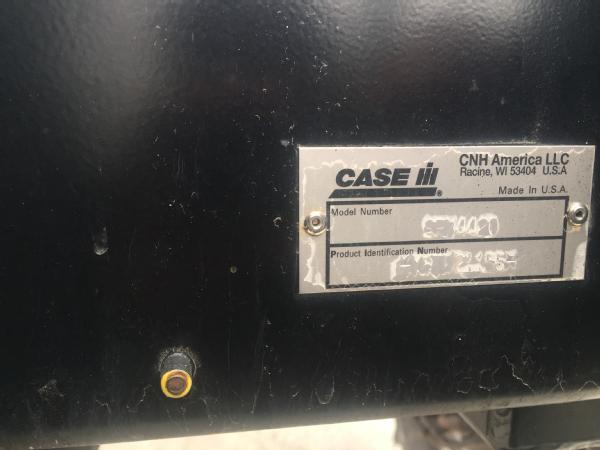 CASE IH
®
CNH America LLC
Racine, WI 53404 U.S.A
Made In U.S.A.
Model Number
Product Identification Number